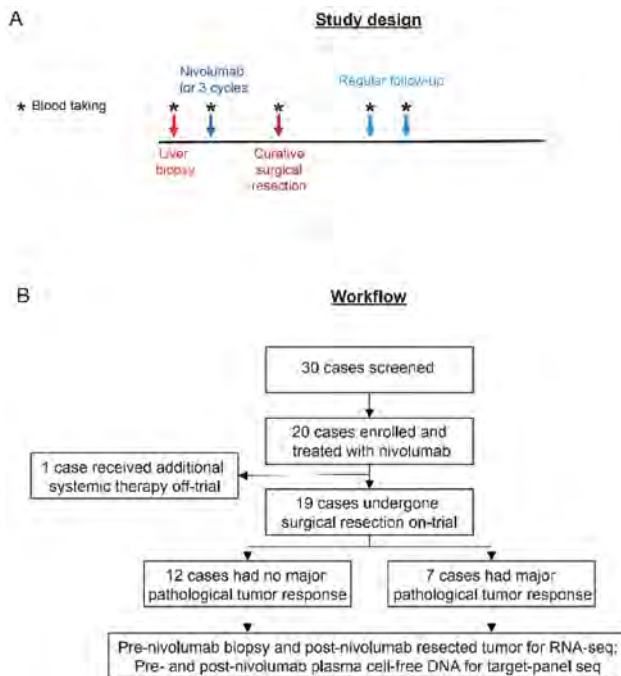 A
Study design
Nivolumab
for 3 cycles
Regular follow-up
* Blood taking
* * * * *
Liver
biopsy
Curative
surgical
resection
B
Workflow
30 cases screened
20 cases enrolled and
treated with nivolumab
1 case received additional
systemic therapy off-trial
19 cases undergone
surgical resection on-trial
12 cases had no major
pathological tumor response
7 cases had major
pathological tumor response
Pre-nivolumab biopsy and post-nivolumab resected tumor for RNA-seq;
Pre- and post-nivolumab plasma cell-free DNA for target-panel seq